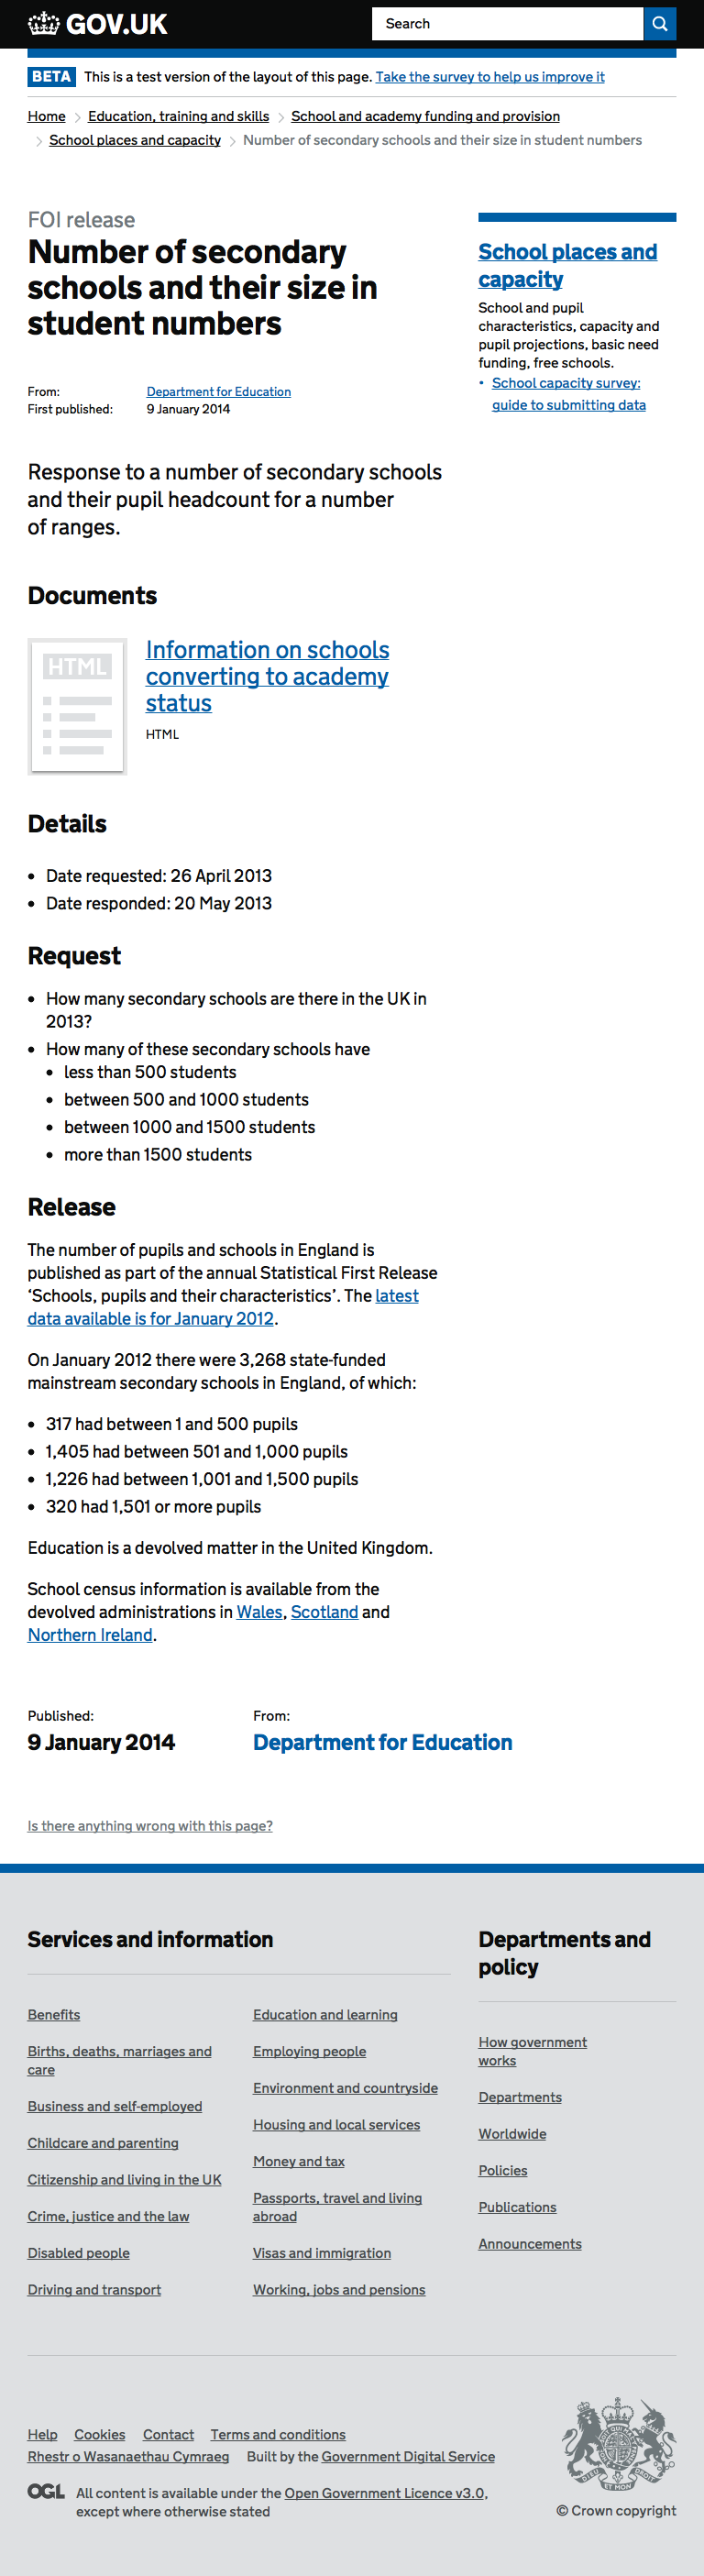 GOV.UK
Search
BETA This is a test version of the layout of this page. Take the survey to help us improve it
Home Education, training and skills School and academy funding and provision
School places and capacity Number of secondary schools and their size in student numbers
FOI release
Number of secondary
schools and their size in
student numbers
From: Department for Education
First published: 9 January 2014
School places and
capacity
School and pupil
characteristics, capacity and
pupil projections, basic need
funding, free schools.
• School capacity survey:
guide to submitting data
Response to a number of secondary schools
and their pupil headcount for a number
of ranges.
Documents
HTML
Information on schools
converting to academy
status
HTML
Details
• Date requested: 26 April 2013
• Date responded: 20 May 2013
Request
• How many secondary schools are there in the UK in
2013?
• How many of these secondary schools have
• less than 500 students
• between 500 and 1000 students
• between 1000 and 1500 students
• more than 1500 students
Release
The number of pupils and schools in England is
published as part of the annual Statistical First Release
‘Schools, pupils and their characteristics’. The latest
data available is for January 2012.
On January 2012 there were 3,268 state-funded
mainstream secondary schools in England, of which:
• 317 had between 1 and 500 pupils
• 1,405 had between 501 and 1,000 pupils
• 1,226 had between 1,001 and 1,500 pupils
• 320 had 1,501 or more pupils
Education is a devolved matter in the United Kingdom.
School census information is available from the
devolved administrations in Wales, Scotland and
Northern Ireland.
Published:
9 January 2014
From:
Department for Education
Is there anything wrong with this page?
Services and information
Benefits
Births, deaths, marriages and
care
Business and self-employed
Childcare and parenting
Citizenship and living in the UK
Crime, justice and the law
Disabled people
Driving and transport
Education and learning
Employing people
Environment and countryside
Housing and local services
Money and tax
Passports, travel and living
abroad
Visas and immigration
Working, jobs and pensions
Departments and
policy
How government
works
Departments
Worldwide
Policies
Publications
Announcements
Help Cookies Contact Terms and conditions
Rhestr o Wasanaethau Cymraeg Built by the Government Digital Service
OGL All content is available under the Open Government Licence v3.0,
except where otherwise stated
DIEU ET MON DROIT
© Crown copyright